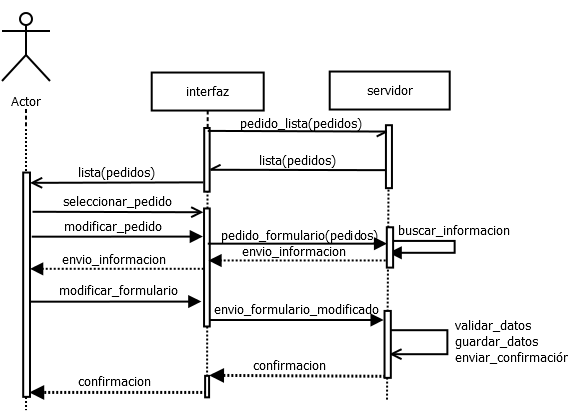 Actor
interfaz
servidor
pedido_lista(pedidos)
lista(pedidos)
lista(pedidos)
seleccionar_pedido
modificar_pedido
pedido_formulario(pedidos)
buscar_informacion
envio_informacion
envio_informacion
modificar_formulario
envio_formulario_modificado
validar_datos
guardar_datos
enviar_confirmación
confirmacion
confirmacion